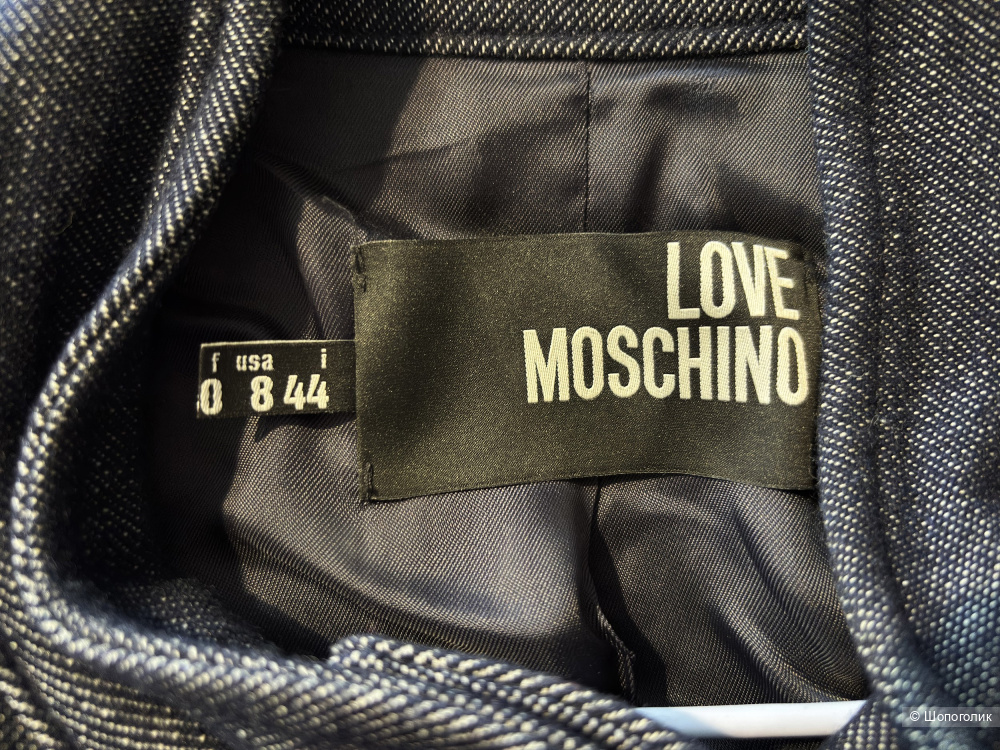 LOVE
MOSCHINO
f usa i
0 8 44
© Шопоголик